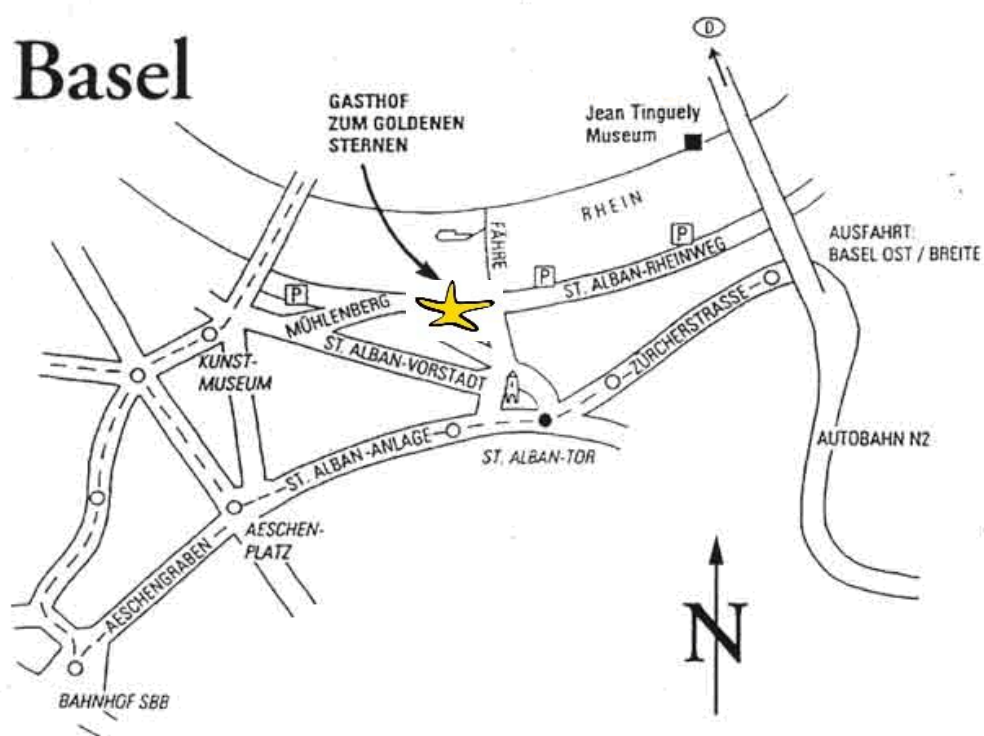 Basel
D
GASTHOF
ZUM GOLDENEN
STERNEN
Jean Tinguely
Museum
RHEIN
FÄHRE
P
P
P
ST. ALBAN-RHEINWEG
AUSFAHRT:
BASEL OST / BREITE
MÜHLENBERG
KUNST-
MUSEUM
ST. ALBAN-VORSTADT
ZÜRCHERSTRASSE
ST. ALBAN-ANLAGE
ST. ALBAN-TOR
AUTOBAHN N2
AESCHEN-
PLATZ
AESCHENGRABEN
N
BAHNHOF SBB